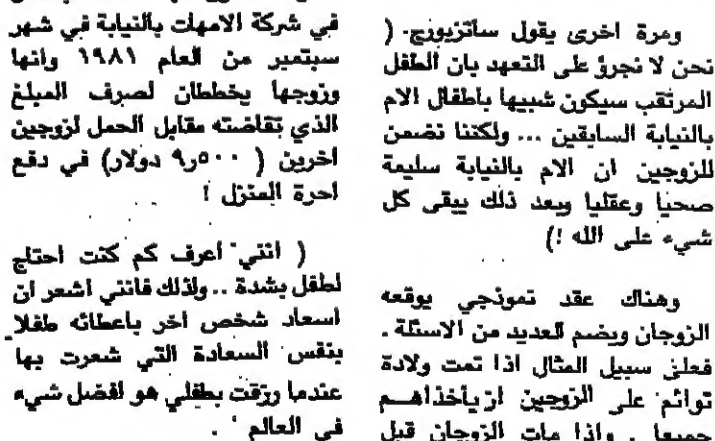 ومرة اخرى يقول ساتزيورج . (
نحن لا نجرؤ على التعهد بان الطفل
المرتقب سيكون شبيها باطفال الام
بالنيابة السابقين ... ولكننا نضمن
للزوجين ان الام بالنيابة سليمة
صحيا وعقليا وبعد ذلك يبقى كل
شيء على الله !)
وهناك عقد نموذجي يوقعه
الزوجان ويضم العديد من الاسئلة .
فعلى سبيل المثال اذا تمت ولادة
توائم على الزوجين ان يأخذاهم
جميعا . واذا مات الزوجان قبل
في شركة الامهات بالنيابة في شهر
سبتمبر من العام ١٩٨١ وانها
وزوجها يخططان لصرف المبلغ
الذي تقاضته مقابل الحمل لزوجين
اخرين ( ٩ر٥٠٠ دولار) في دفع
اجرة المنزل !
( انني أعرف كم كنت احتاج
لطفل بشدة .. ولذلك فانني اشعر ان
اسعاد شخص اخر باعطائه طفلا
بنفس السعادة التي شعرت بها
عندما رزقت بطفلي هو افضل شيء
في العالم ' .